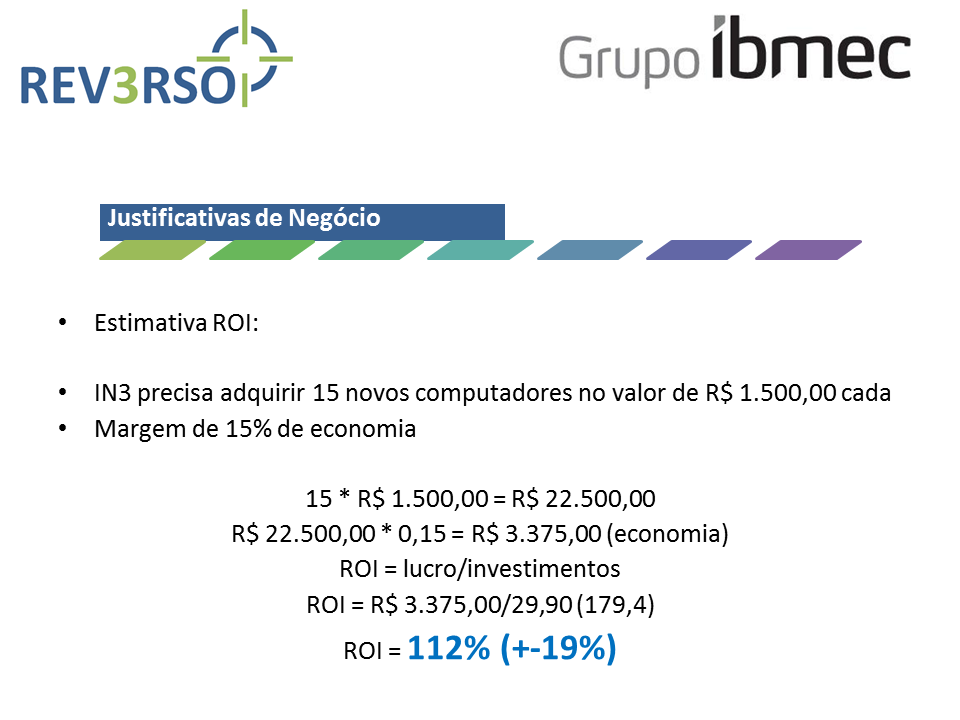 REV3RSO
Grupo ibmec
Justificativas de Negócio
• Estimativa ROI:
• IN3 precisa adquirir 15 novos computadores no valor de R$ 1.500,00 cada
• Margem de 15% de economia
15 * R$ 1.500,00 = R$ 22.500,00
R$ 22.500,00 * 0,15 = R$ 3.375,00 (economia)
ROI = lucro/investimentos
ROI = R$ 3.375,00/29,90 (179,4)
ROI = 112% (+-19%)